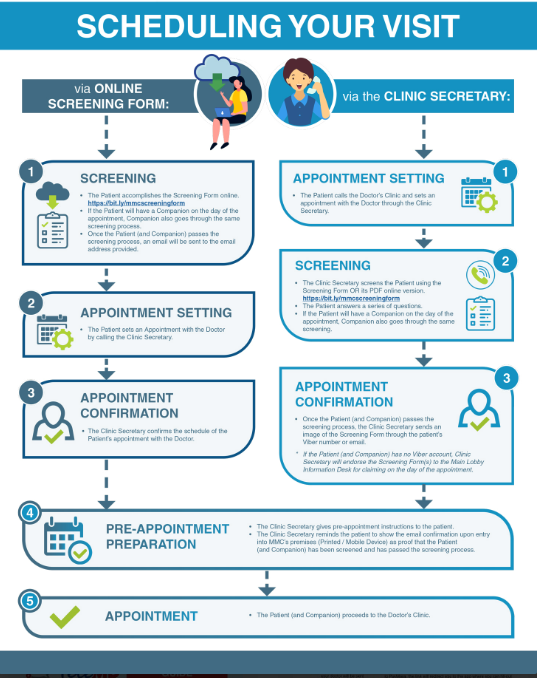 SCHEDULING YOUR VISIT
via ONLINE
SCREENING FORM:
via the CLINIC SECRETARY:
1
SCREENING
• The Patient accomplishes the Screening Form online.
https://bit.ly/mmcscreeningform
• If the Patient will have a Companion on the day of the
appointment, Companion also goes through the same
screening process.
• Once the Patient (and Companion) passes the
screening process, an email will be sent to the email
address provided.
2
APPOINTMENT SETTING
• The Patient sets an Appointment with the Doctor
by calling the Clinic Secretary.
3
APPOINTMENT
CONFIRMATION
• The Clinic Secretary confirms the schedule of the
Patient's appointment with the Doctor.
1
APPOINTMENT SETTING
• The Patient calls the Doctor's Clinic and sets an
appointment with the Doctor through the Clinic
Secretary.
2
SCREENING
• The Clinic Secretary screens the Patient using the
Screening Form OR its PDF online version.
https://bit.ly/mmcscreeningform
• The Patient answers a series of questions.
• If the Patient will have a Companion on the day of the
appointment, Companion also goes through the same
screening.
3
APPOINTMENT
CONFIRMATION
• Once the Patient (and Companion) passes the
screening process, the Clinic Secretary sends an
image of the Screening Form through the patient's
Viber number or email.
* If the Patient (and Companion) has no Viber account, Clinic
Secretary will endorse the Screening Form(s) to the Main Lobby
Information Desk for claiming on the day of the appointment.
4
PRE-APPOINTMENT
PREPARATION
• The Clinic Secretary gives pre-appointment instructions to the patient.
• The Clinic Secretary reminds the patient to show the email confirmation upon entry
into MMC's premises (Printed / Mobile Device) as proof that the Patient
(and Companion) has been screened and has passed the screening process.
5
APPOINTMENT
• The Patient (and Companion) proceeds to the Doctor's Clinic.